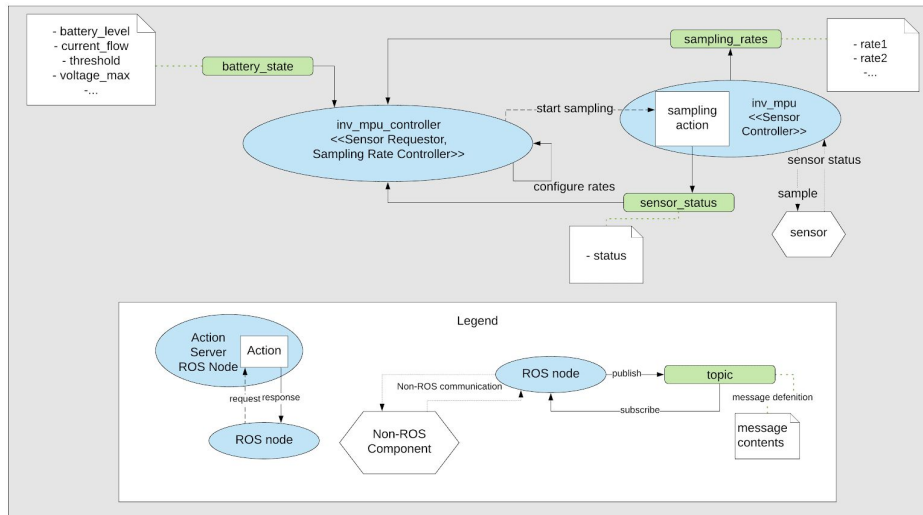 - battery_level
- current_flow
- threshold
- voltage_max
-...
battery_state
sampling_rates
- rate1
- rate2
-...
inv_mpu_controller
<<Sensor Requestor,
Sampling Rate Controller>>
start sampling
sampling
action
inv_mpu
<<Sensor
Controller>>
configure rates
sensor status
sample
sensor_status
sensor
- status
Legend
Action
Server
ROS Node
Action
request
response
ROS node
Non-ROS communication
Non-ROS
Component
ROS node
publish
subscribe
topic
message defenition
message
contents